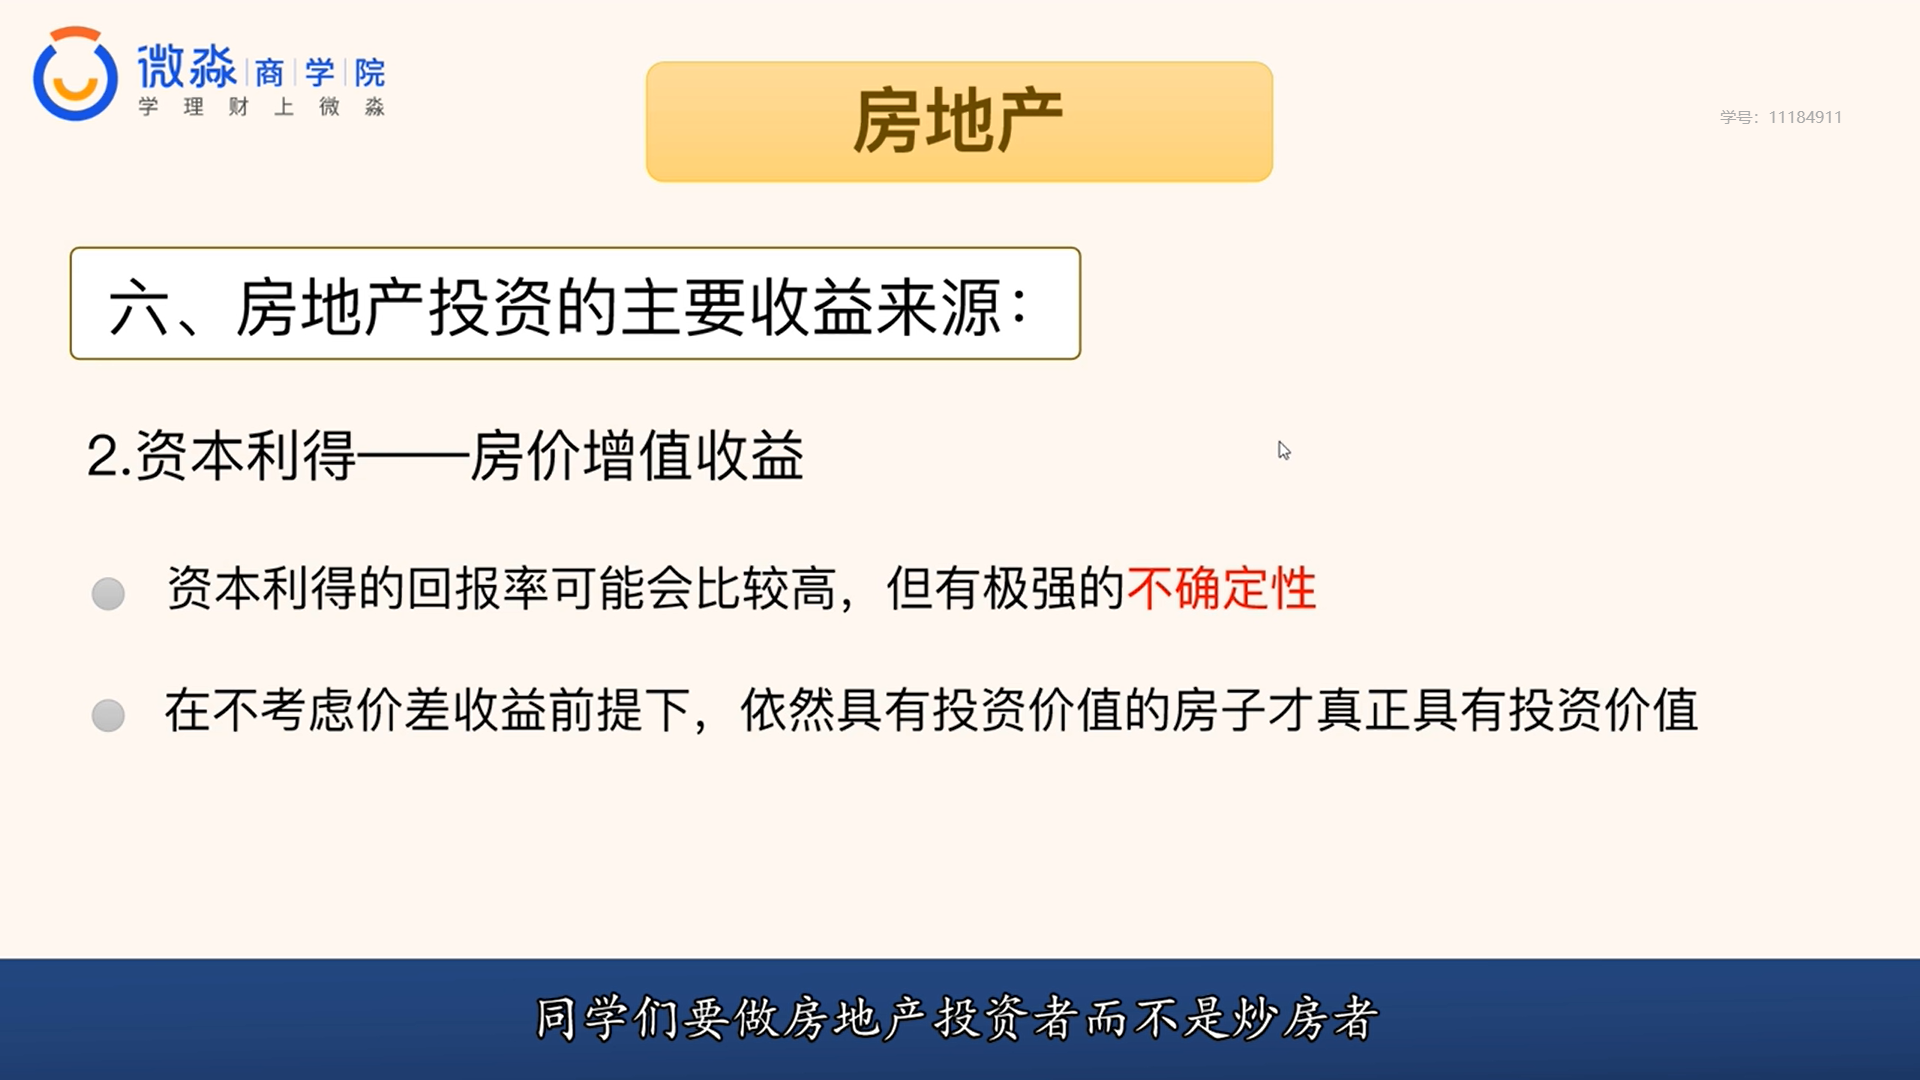 微淼商学院
学理财上微淼
房地产
学号：11184911
六、房地产投资的主要收益来源：
2.资本利得——房价增值收益
资本利得的回报率可能会比较高，但有极强的不确定性
在不考虑价差收益前提下，依然具有投资价值的房子才真正具有投资价值
同学们要做房地产投资者而不是炒房者